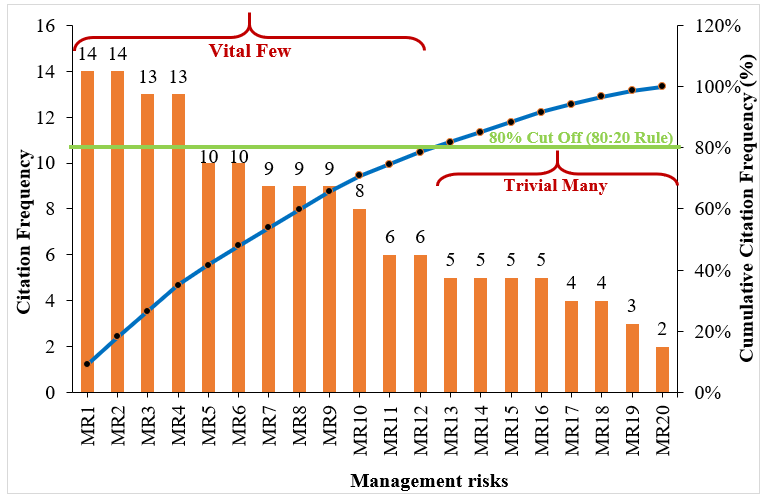 16
14
12
10
8
6
4
2
0
Citation Frequency
120%
100%
80%
60%
40%
20%
0%
Cumulative Citation Frequency (%)
Vital Few
80% Cut Off (80:20 Rule)
Trivial Many
14
14
13
13
10
10
9
9
9
8
6
6
5
5
5
5
4
4
3
2
MR1
MR2
MR3
MR4
MR5
MR6
MR7
MR8
MR9
MR10
MR11
MR12
MR13
MR14
MR15
MR16
MR17
MR18
MR19
MR20
Management risks